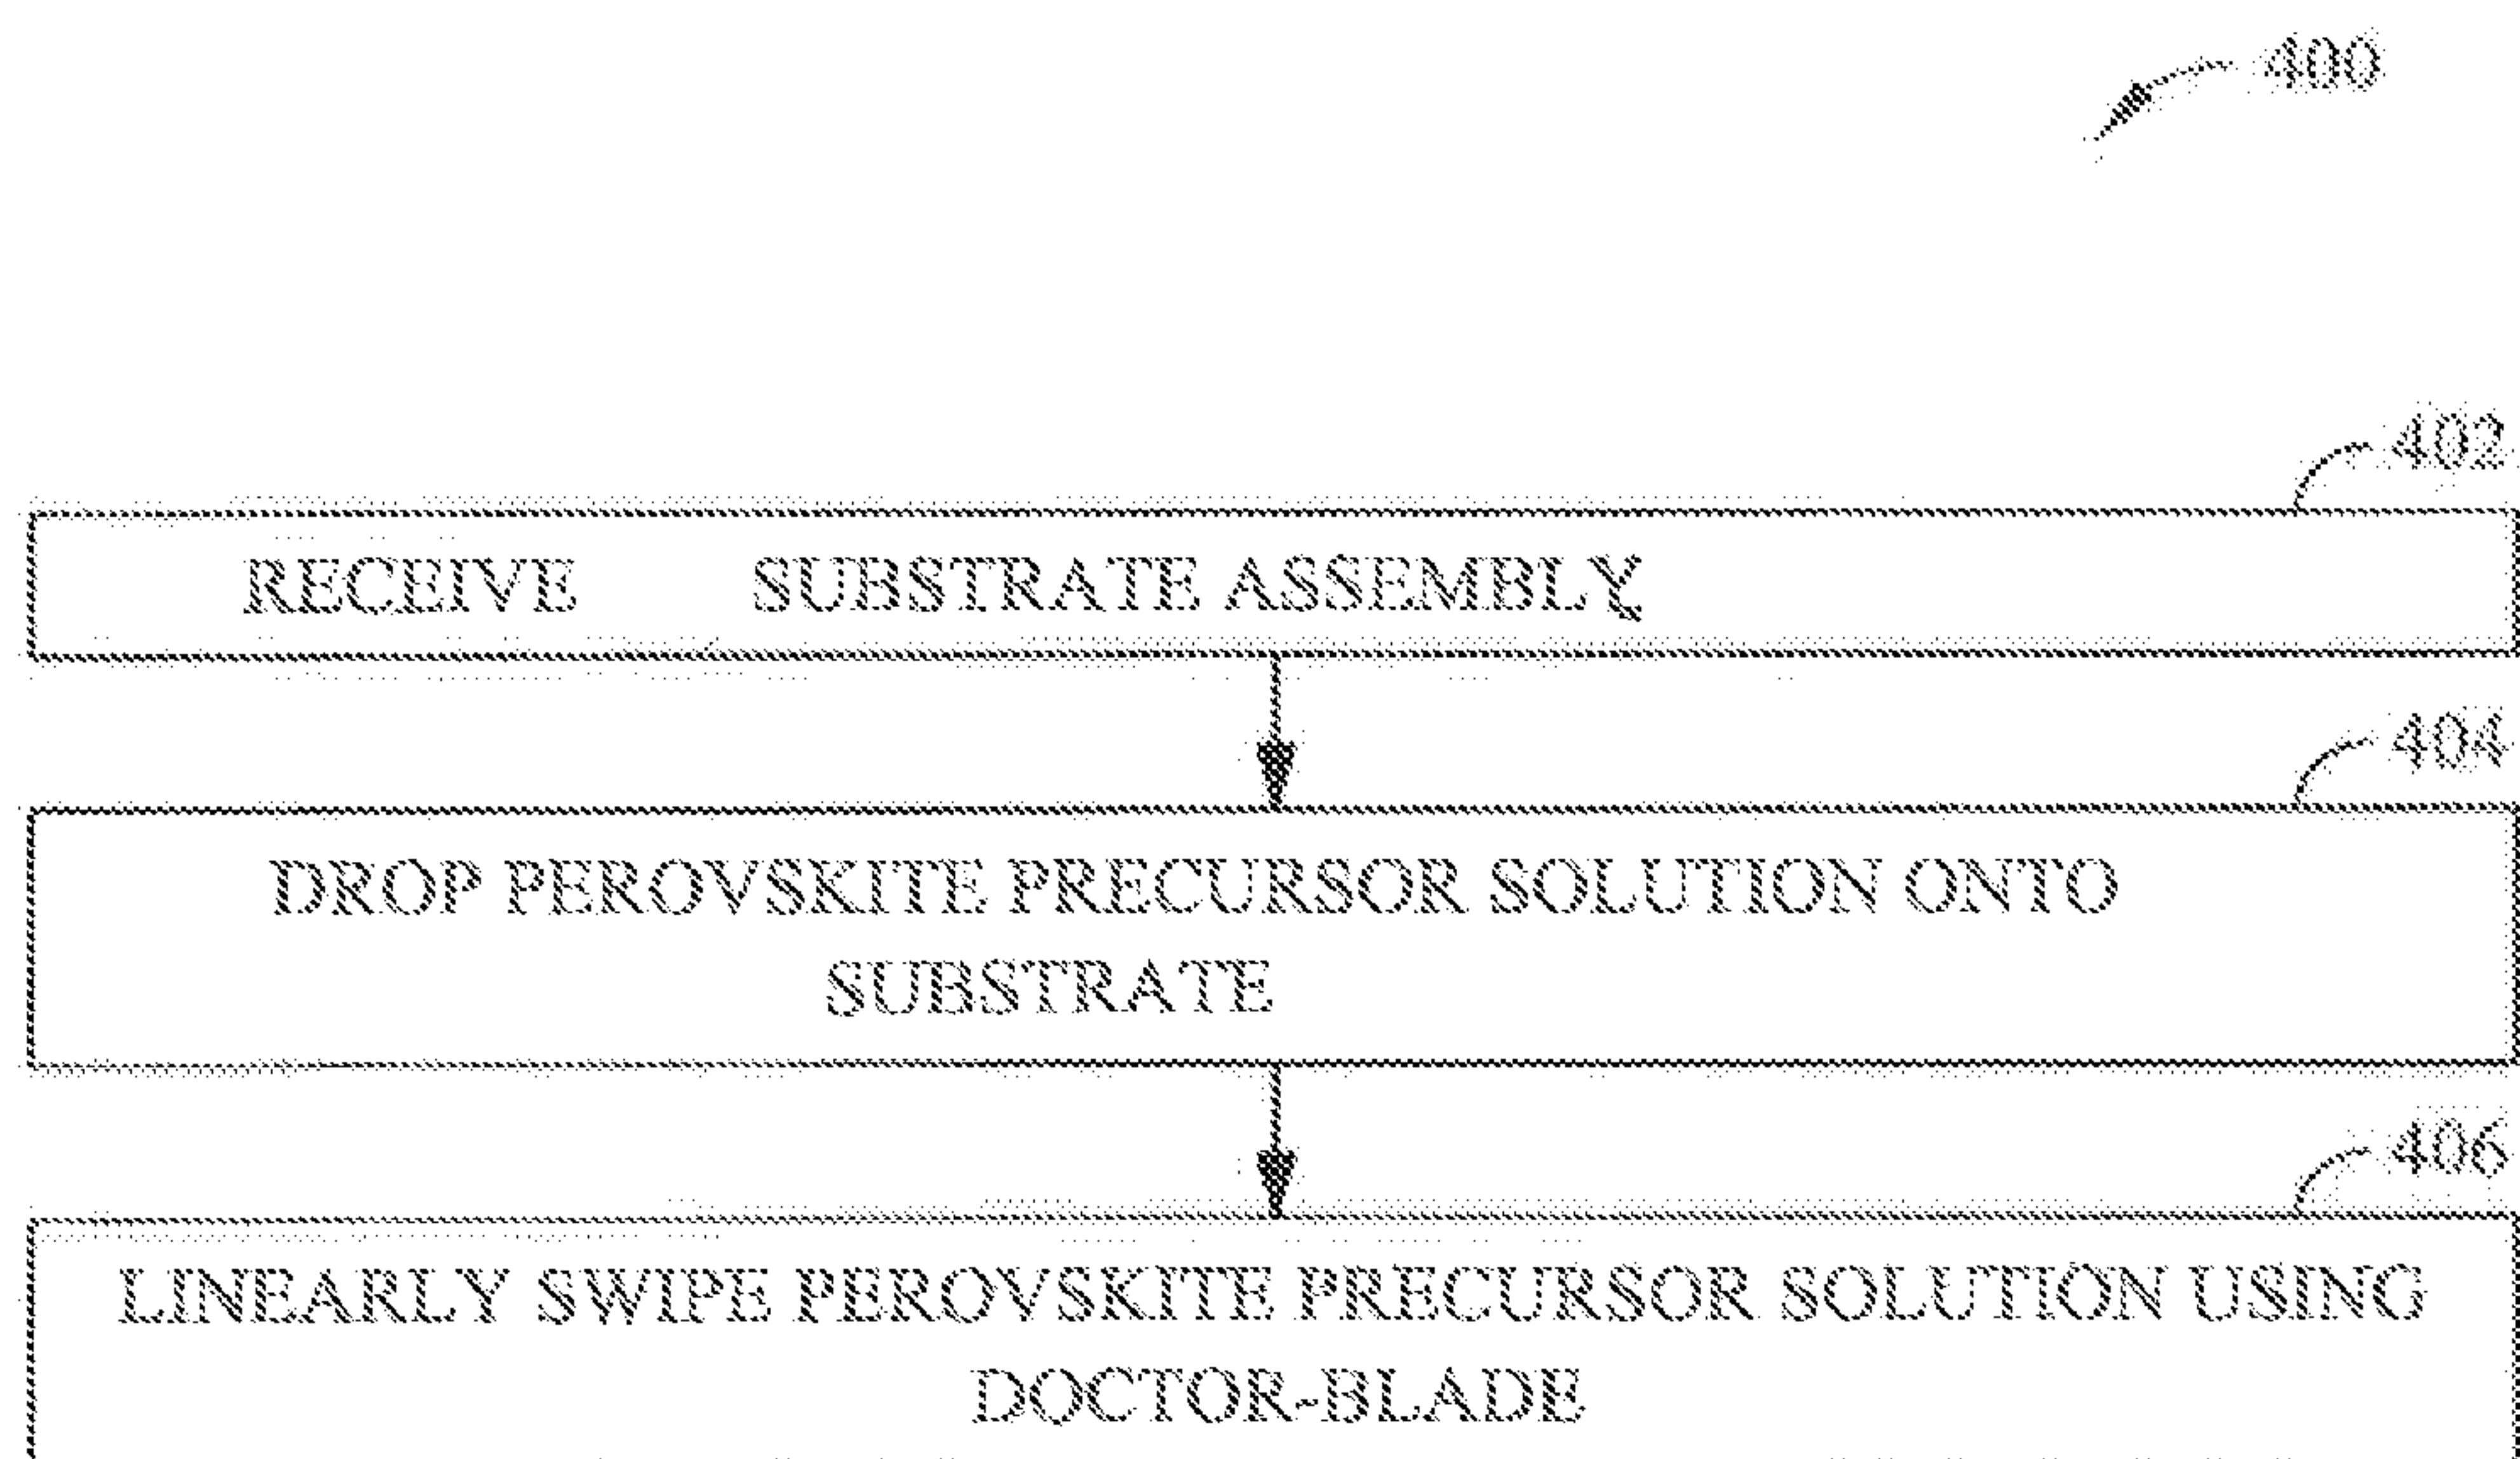 400
402
RECEIVE SUBSTRATE ASSEMBLY
404
DROP PEROVSKITE PRECURSOR SOLUTION ONTO
SUBSTRATE
406
LINEARLY SWIPE PEROVSKITE PRECURSOR SOLUTION USING
DOCTOR-BLADE